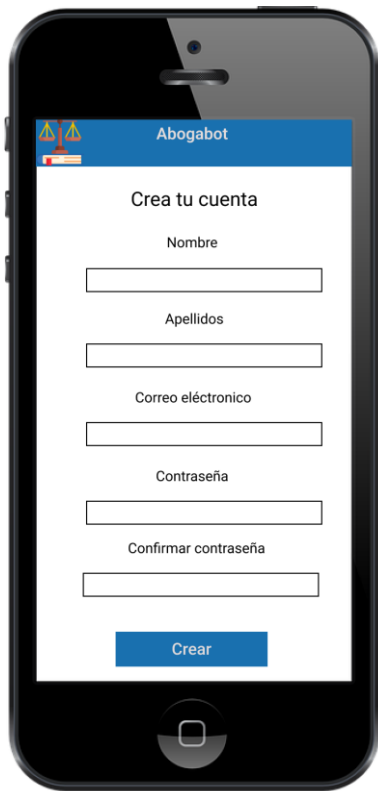 Abogabot
Crea tu cuenta
Nombre
Apellidos
Correo eléctronico
Contraseña
Confirmar contraseña
Crear